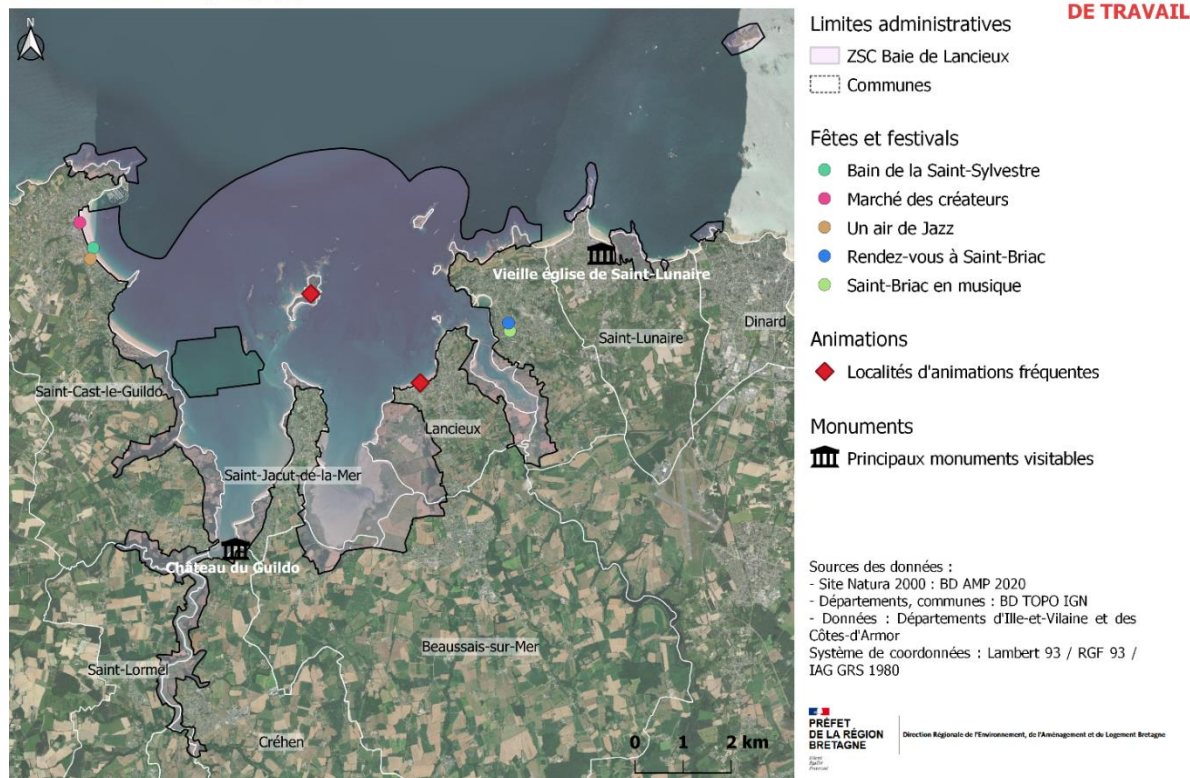 DE TRAVAIL
N
Vieille église de Saint-Lunaire
Dinard
Saint-Lunaire
Saint-Cast-le-Guildo
Lancieux
Saint-Jacut-de-la-Mer
Château du Guildo
Beaussais-sur-Mer
Saint-Lormel
Créhen
0 1 2 km
Limites administratives
ZSC Baie de Lancieux
Communes
Fêtes et festivals
Bain de la Saint-Sylvestre
Marché des créateurs
Un air de Jazz
Rendez-vous à Saint-Briac
Saint-Briac en musique
Animations
Localités d'animations fréquentes
Monuments
Principaux monuments visitables
Sources des données :
- Site Natura 2000 : BD AMP 2020
- Départements, communes : BD TOPO IGN
- Données : Départements d'Ille-et-Vilaine et des
Côtes-d'Armor
Système de coordonnées : Lambert 93 / RGF 93 /
IAG GRS 1980
PRÉFET
DE LA RÉGION
BRETAGNE
Liberté
Égalité
Fraternité
Direction Régionale de l'Environnement, de l'Aménagement et du Logement Bretagne